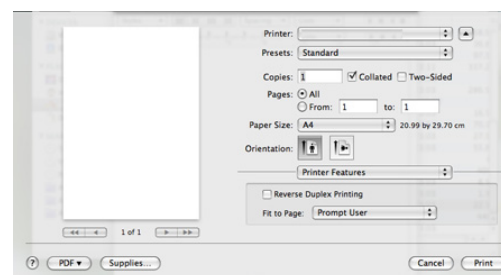 Printer:
Presets: Standard
Copies: 1 Collated Two-Sided
Pages: All
From: 1 to: 1
Paper Size: A4 20.99 by 29.70 cm
Orientation:
Printer Features
Reverse Duplex Printing
Fit to Page: Prompt User
1 of 1
? PDF Supplies... Cancel Print